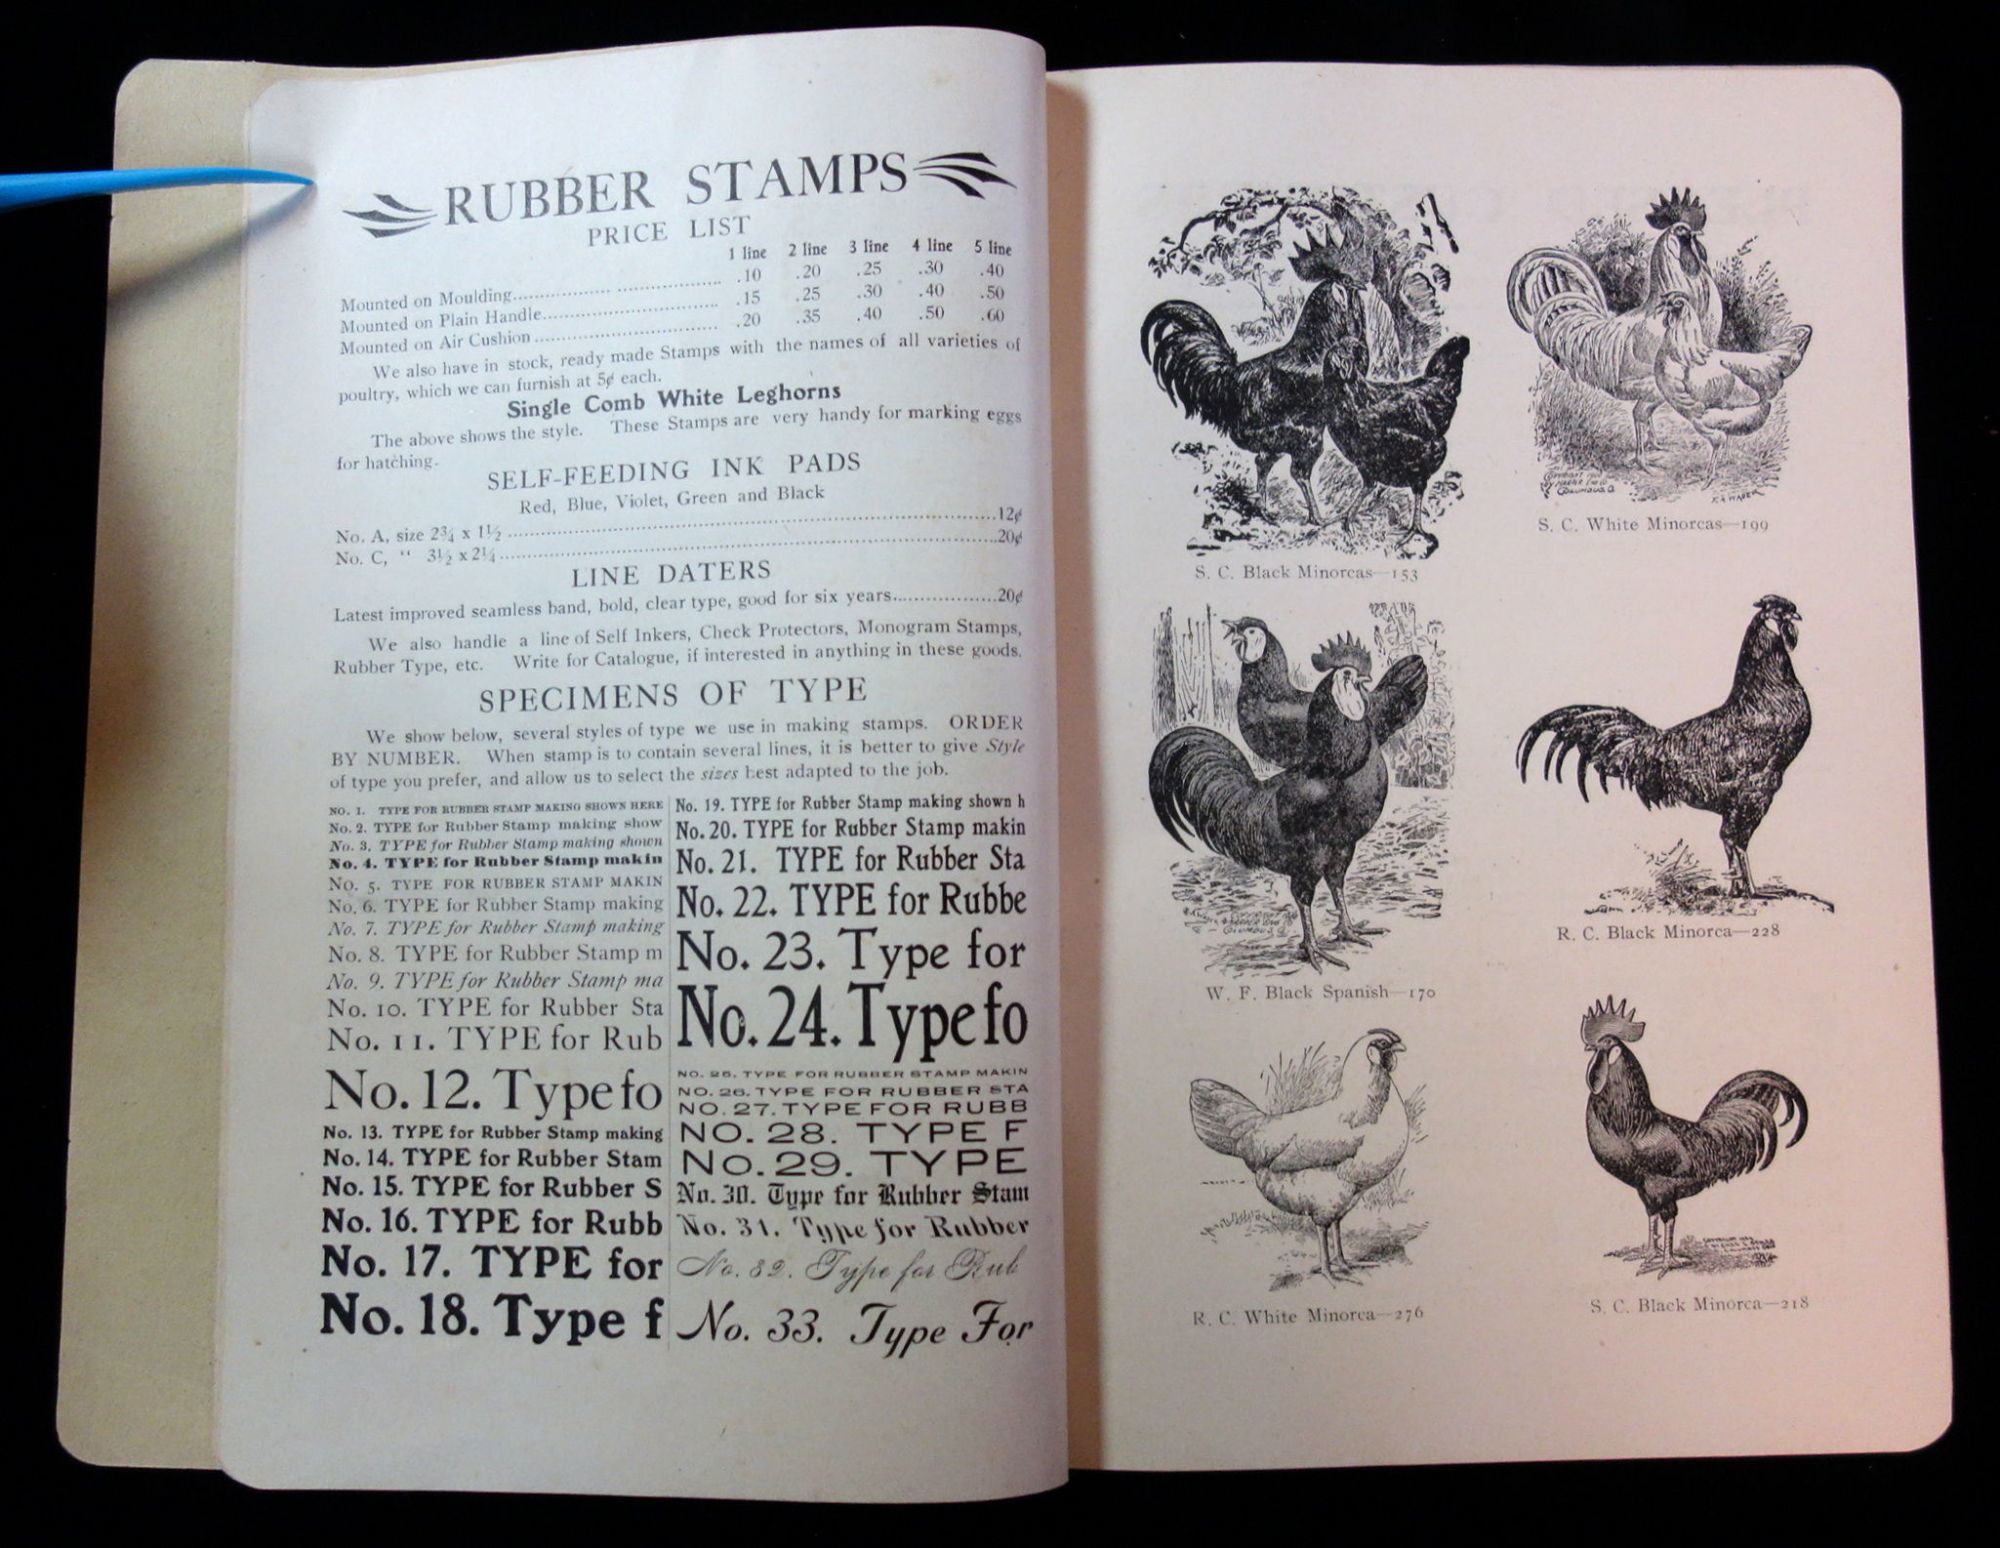 RUBBER STAMPS
PRICE LIST
1 line 2 line 3 line 4 line 5 line
Mounted on Moulding........................................ .10 .20 .25 .30 .40
Mounted on Plain Handle................................... .15 .25 .30 .40 .50
Mounted on Air Cushion .................................... .20 .35 .40 .50 .60
We also have in stock, ready made Stamps with the names of all varieties of
poultry, which we can furnish at 5¢ each.
Single Comb White Leghorns
The above shows the style. These Stamps are very handy for marking eggs
for hatching.
SELF-FEEDING INK PADS
Red, Blue, Violet, Green and Black
No. A, size 2¾ x 1½ ........................................12¢
No. C, " 3½ x 2¼ ........................................20¢
LINE DATERS
Latest improved seamless band, bold, clear type, good for six years..................20¢
We also handle a line of Self Inkers, Check Protectors, Monogram Stamps,
Rubber Type, etc. Write for Catalogue, if interested in anything in these goods.
SPECIMENS OF TYPE
We show below, several styles of type we use in making stamps. ORDER
BY NUMBER. When stamp is to contain several lines, it is better to give Style
of type you prefer, and allow us to select the sizes best adapted to the job.
NO. 1. TYPE FOR RUBBER STAMP MAKING SHOWN HERE
No. 2. TYPE for Rubber Stamp making show
No. 3. TYPE for Rubber Stamp making shown
No. 4. TYPE for Rubber Stamp makin
NO. 5. TYPE FOR RUBBER STAMP MAKIN
No. 6. TYPE for Rubber Stamp making
No. 7. TYPE for Rubber Stamp making
No. 8. TYPE for Rubber Stamp m
No. 9. TYPE for Rubber Stamp ma
No. 10. TYPE for Rubber Sta
No. 11. TYPE for Rub
No. 12. Type fo
No. 13. TYPE for Rubber Stamp making
No. 14. TYPE for Rubber Stam
No. 15. TYPE for Rubber S
No. 16. TYPE for Rubb
No. 17. TYPE for
No. 18. Type f
No. 19. TYPE for Rubber Stamp making shown h
No. 20. TYPE for Rubber Stamp makin
No. 21. TYPE for Rubber Sta
No. 22. TYPE for Rubbe
No. 23. Type for
No. 24. Type fo
NO. 25. TYPE FOR RUBBER STAMP MAKIN
NO. 26. TYPE FOR RUBBER STA
NO. 27. TYPE FOR RUBB
NO. 28. TYPE F
NO. 29. TYPE
No. 30. Type for Rubber Stam
No. 31. Type for Rubber
No. 32. Type for Rub
No. 33. Type For
S. C. Black Minorcas—153
S. C. White Minorcas—199
W. F. Black Spanish—170
R. C. Black Minorca—228
R. C. White Minorca—276
S. C. Black Minorca—218